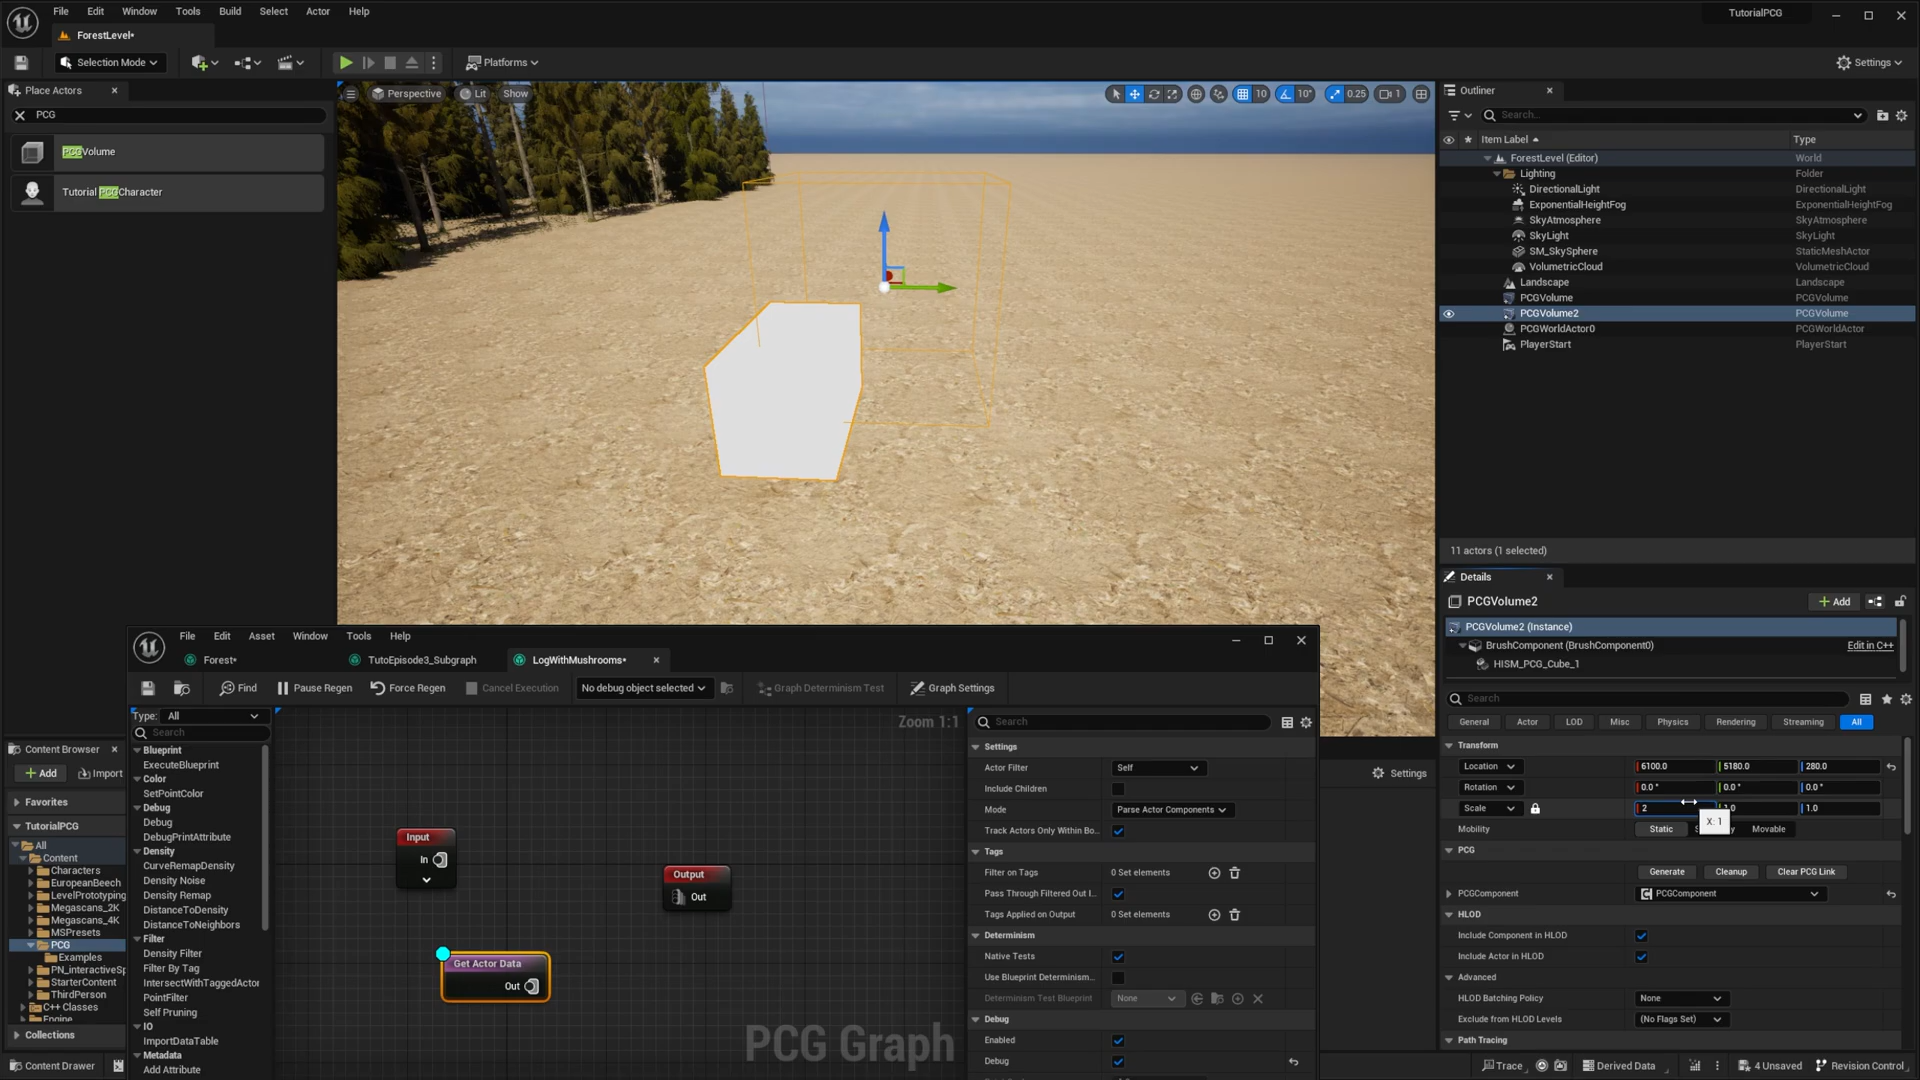 File Edit Window Tools Build Select Actor Help
TutorialPCG
ForestLevel*
Selection Mode
Platforms
Settings
Place Actors
PCG
PCGVolume
Tutorial PCGCharacter
Perspective Lit Show
10 10° 0.25 1
Outliner
Search...
Item Label Type
ForestLevel (Editor) World
Lighting Folder
DirectionalLight DirectionalLight
ExponentialHeightFog ExponentialHeightFog
SkyAtmosphere SkyAtmosphere
SkyLight SkyLight
SM_SkySphere StaticMeshActor
VolumetricCloud VolumetricCloud
Landscape Landscape
PCGVolume PCGVolume
PCGVolume2 PCGVolume
PCGWorldActor0 PCGWorldActor
PlayerStart PlayerStart
11 actors (1 selected)
Details
PCGVolume2
Add
PCGVolume2 (Instance)
BrushComponent (BrushComponent0) Edit in C++
HISM_PCG_Cube_1
Search
General Actor LOD Misc Physics Rendering Streaming All
Transform
Location 6100.0 5180.0 280.0
Rotation 0.0° 0.0° 0.0°
Scale 2 1.0 1.0
X: 1
Mobility Static Movable
PCG
Generate Cleanup Clear PCG Link
PCGComponent PCGComponent
HLOD
Include Component in HLOD
Include Actor in HLOD
Advanced
HLOD Batching Policy None
Exclude from HLOD Levels (No Flags Set)
Path Tracing
Trace Derived Data 4 Unsaved Revision Control
Settings
File Edit Asset Window Tools Help
Forest* TutoEpisode3_Subgraph LogWithMushrooms*
Find Pause Regen Force Regen Cancel Execution No debug object selected Graph Determinism Test Graph Settings
Type: All
Search
Blueprint
ExecuteBlueprint
Color
SetPointColor
Debug
Debug
DebugPrintAttribute
Density
CurveRemapDensity
Density Noise
Density Remap
DistanceToDensity
DistanceToNeighbors
Filter
Density Filter
Filter By Tag
IntersectWithTaggedActor
PointFilter
Self Pruning
IO
ImportDataTable
Metadata
Add Attribute
Zoom 1:1
Input
In
Output
Out
Get Actor Data
Out
PCG Graph
Search
Settings
Actor Filter Self
Include Children
Mode Parse Actor Components
Track Actors Only Within Bo...
Tags
Filter on Tags 0 Set elements
Pass Through Filtered Out I...
Tags Applied on Output 0 Set elements
Determinism
Native Tests
Use Blueprint Determinism...
Determinism Test Blueprint None
Debug
Enabled
Debug
Content Browser
Add Import
Favorites
TutorialPCG
All
Content
Characters
EuropeanBeech
LevelPrototyping
Megascans_2K
Megascans_4K
MSPresets
PCG
Examples
PN_interactiveSp
StarterContent
ThirdPerson
C++ Classes
Collections
Content Drawer